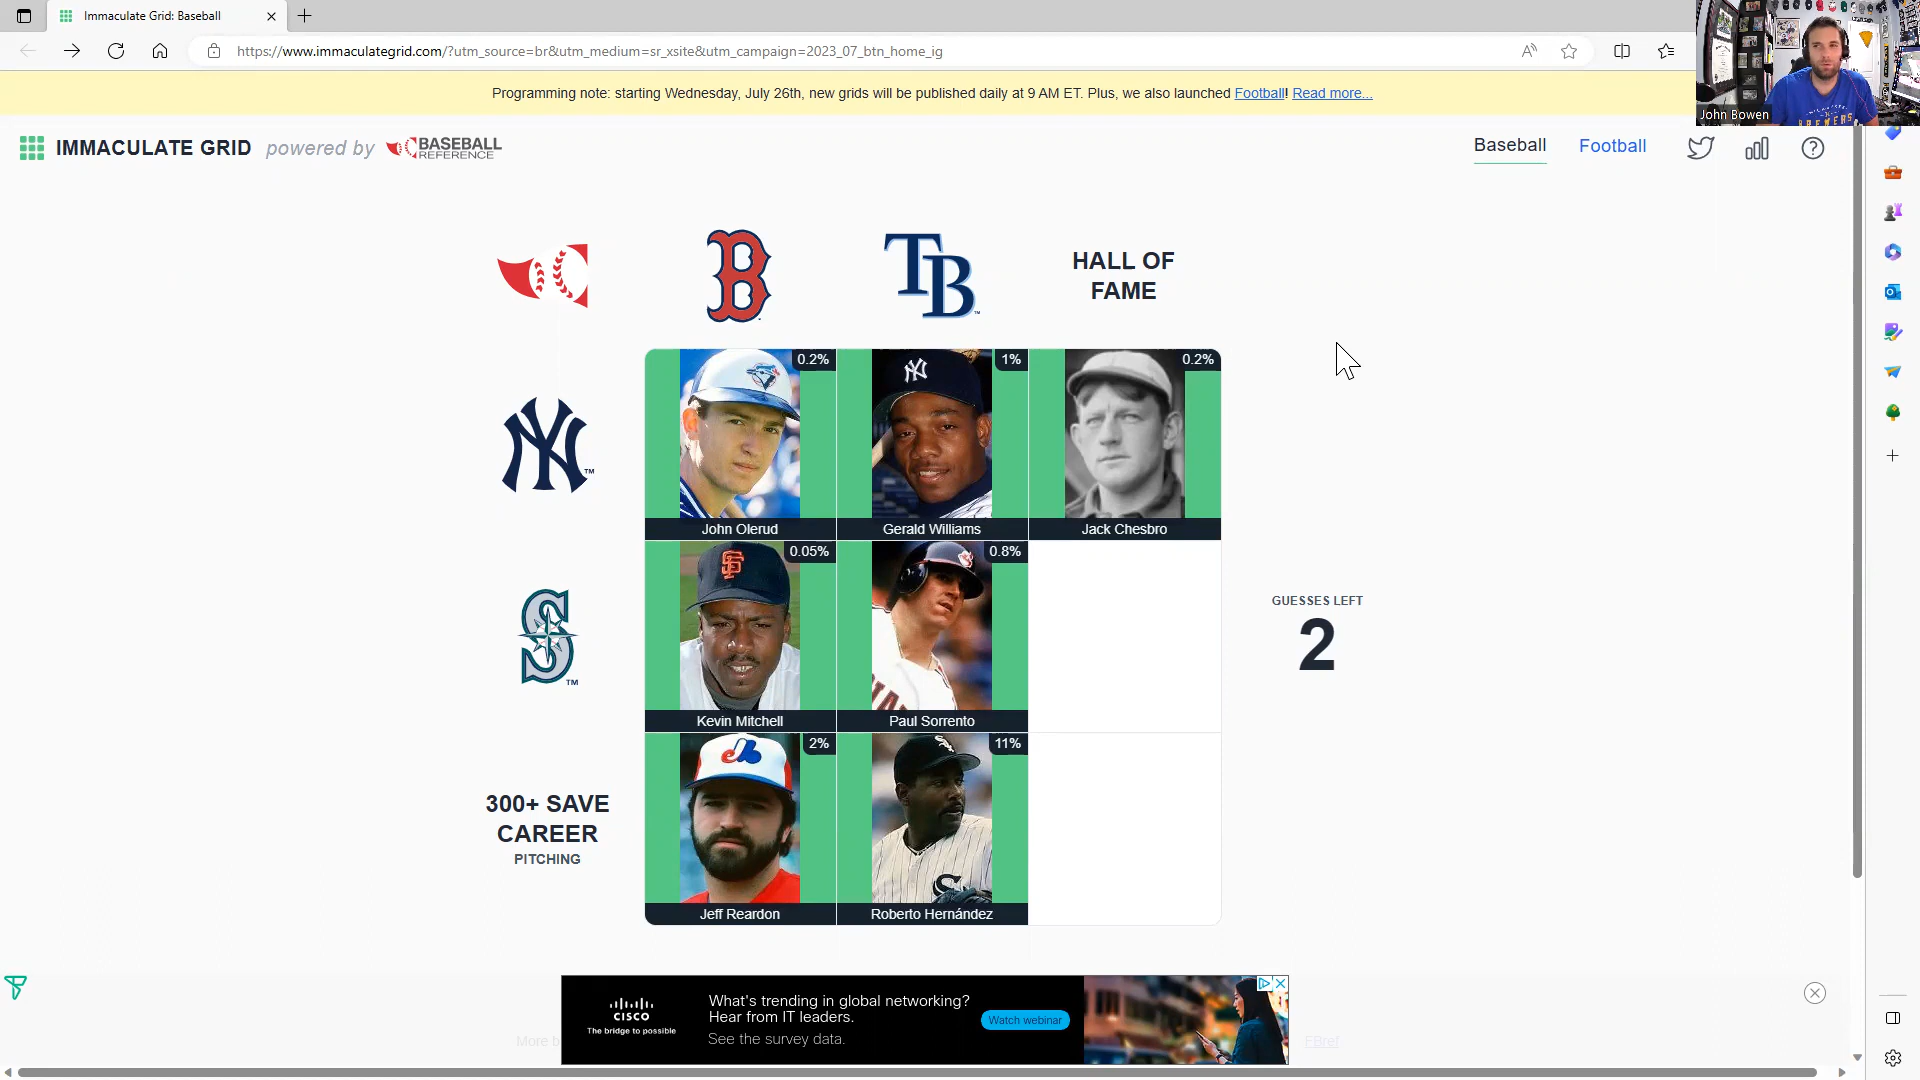 Immaculate Grid: Baseball
https://www.immaculategrid.com/?utm_source=br&utm_medium=sr_xsite&utm_campaign=2023_07_btn_home_ig
Programming note: starting Wednesday, July 26th, new grids will be published daily at 9 AM ET. Plus, we also launched Football! Read more...
John Bowen
BREWERS
IMMACULATE GRID powered by BASEBALL REFERENCE
Baseball
Football
B
TB
HALL OF
FAME
NY
0.2%
1%
0.2%
John Olerud
Gerald Williams
Jack Chesbro
S
0.05%
0.8%
Kevin Mitchell
Paul Sorrento
GUESSES LEFT
2
300+ SAVE
CAREER
PITCHING
2%
11%
Jeff Reardon
Roberto Hernández
CISCO
The bridge to possible
What's trending in global networking?
Hear from IT leaders.
See the survey data.
Watch webinar
More b
FBref